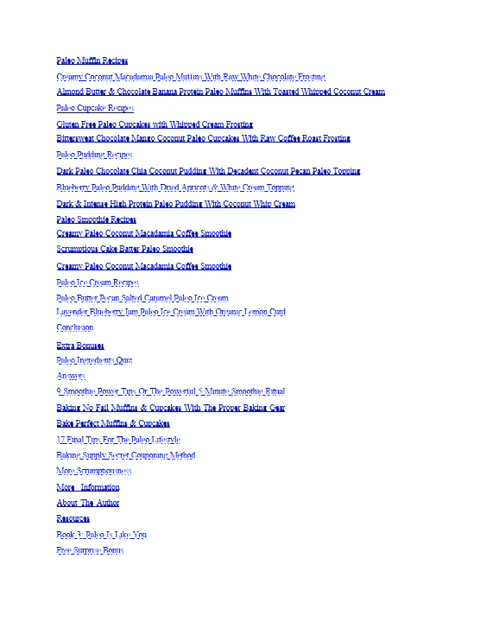 Paleo Muffin Recipes
Creamy Coconut Macadamia Paleo Muffins With Raw White Chocolate Frosting
Almond Butter & Chocolate Banana Protein Paleo Muffins With Toasted Whipped Coconut Cream
Paleo Cupcake Recipes
Gluten Free Paleo Cupcakes with Whipped Cream Frosting
Bittersweet Chocolate Mango Coconut Paleo Cupcakes With Raw Coffee Roast Frosting
Paleo Pudding Recipes
Dark Paleo Chocolate Chia Coconut Pudding With Decadent Coconut Pecan Paleo Topping
Blueberry Paleo Pudding With Dried Apricots & White Cream Topping
Dark & Intense High Protein Paleo Pudding With Coconut Whip Cream
Paleo Smoothie Recipes
Creamy Paleo Coconut Macadamia Coffee Smoothie
Scrumptious Cake Batter Paleo Smoothie
Creamy Paleo Coconut Macadamia Coffee Smoothie
Paleo Ice Cream Recipes
Paleo Butter Pecan Salted Caramel Paleo Ice Cream
Lavender Blueberry Jam Paleo Ice Cream With Organic Lemon Curd
Conclusion
Extra Bonuses
Paleo Ingredients Quiz
Answers
9 Smoothie Power Tips Or The Powerful 5 Minute Smoothie Ritual
Baking No Fail Muffins & Cupcakes With The Proper Baking Gear
Bake Perfect Muffins & Cupcakes
17 Final Tips For The Paleo Lifestyle
Baking Supply Secret Couponing Method
More Scrumptiousness
More Information
About The Author
Resources
Book 3: Paleo Is Like You
Free Surprise Bonus